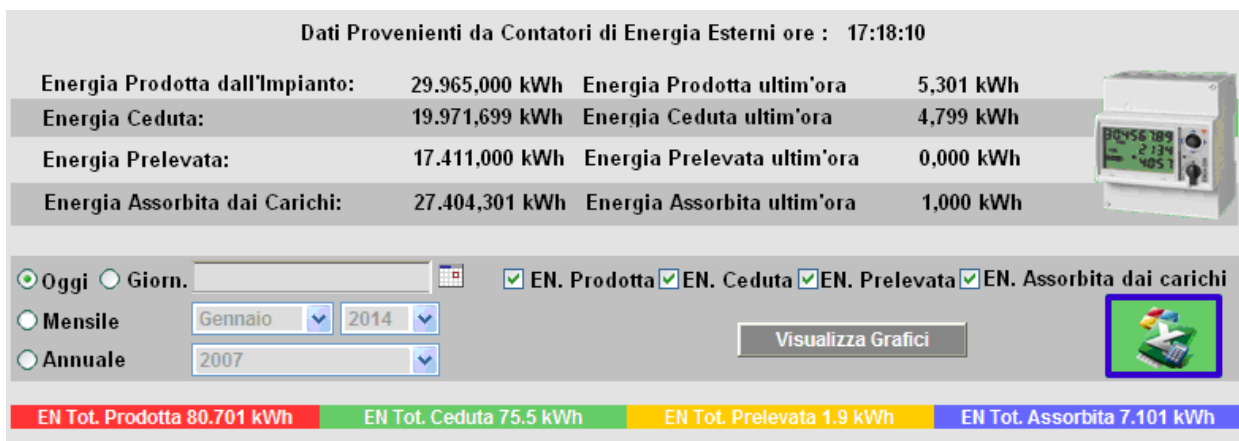 Dati Provenienti da Contatori di Energia Esterni ore : 17:18:10
Energia Prodotta dall'Impianto: 29.965,000 kWh Energia Prodotta ultim'ora 5,301 kWh
Energia Ceduta: 19.971,699 kWh Energia Ceduta ultim'ora 4,799 kWh
Energia Prelevata: 17.411,000 kWh Energia Prelevata ultim'ora 0,000 kWh
Energia Assorbita dai Carichi: 27.404,301 kWh Energia Assorbita ultim'ora 1,000 kWh
2134
4057
Oggi Giorn. EN. Prodotta EN. Ceduta EN. Prelevata EN. Assorbita dai carichi
Mensile Gennaio 2014
Visualizza Grafici
Annuale 2007
EN Tot. Prodotta 80.701 kWh EN Tot. Ceduta 75.5 kWh EN Tot. Prelevata 1.9 kWh EN Tot. Assorbita 7.101 kWh